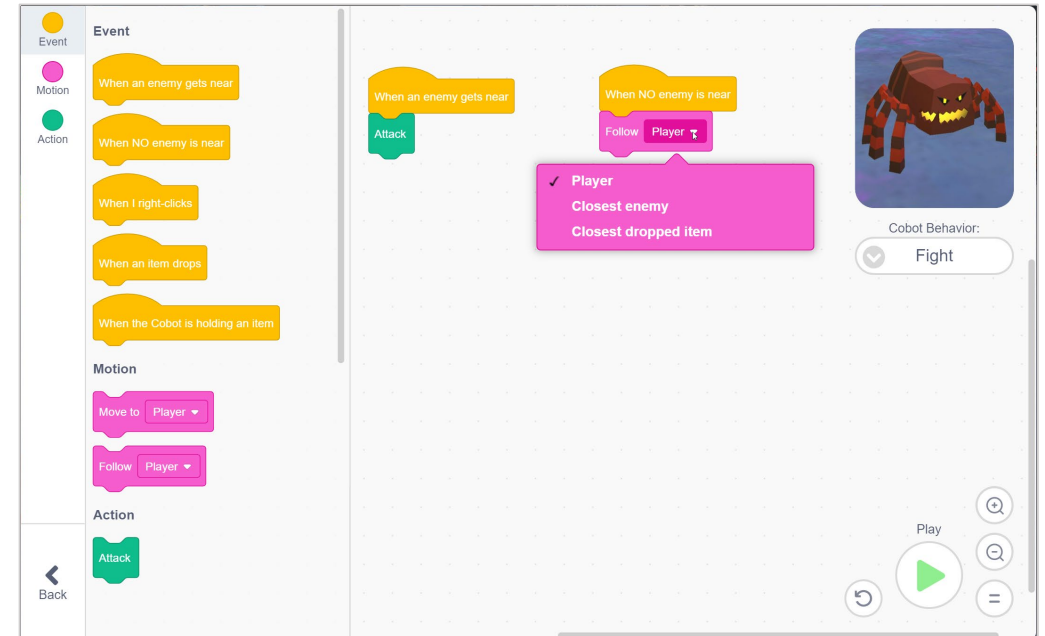 Event
Motion
Action
Back
Event
When an enemy gets near
When NO enemy is near
When I right-clicks
When an item drops
When the Cobot is holding an item
Motion
Move to Player
Follow Player
Action
Attack
When an enemy gets near
Attack
When NO enemy is near
Follow Player
✓ Player
Closest enemy
Closest dropped item
Cobot Behavior:
Fight
Play
=